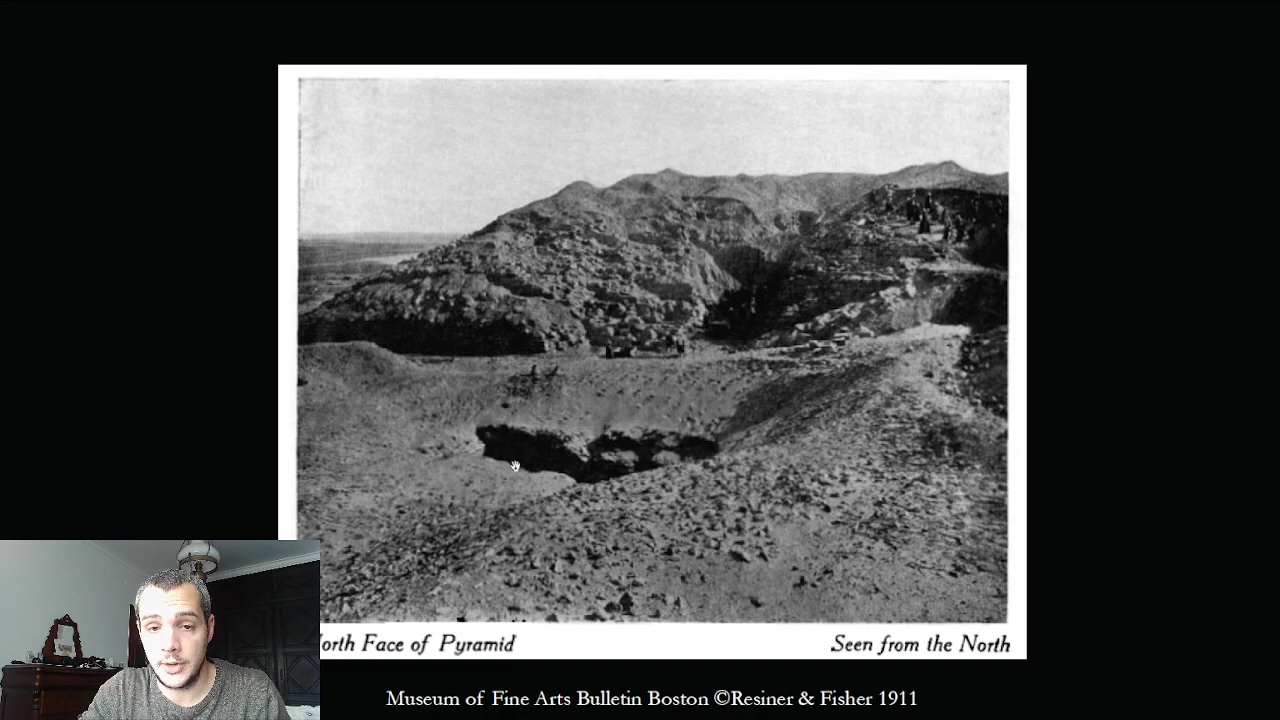 orth Face of Pyramid
Seen from the North
Museum of Fine Arts Bulletin Boston ©Resiner & Fisher 1911